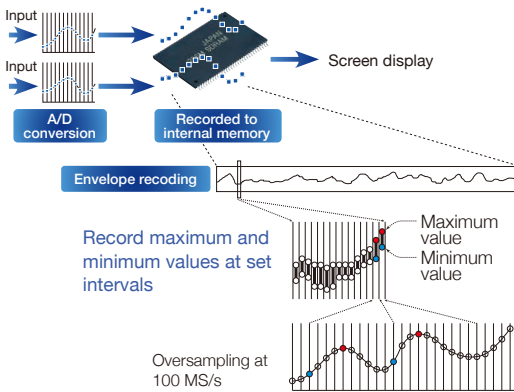 Input
Input
A/D
conversion
JAPAN
Recorded to
internal memory
Screen display
Envelope recoding
Record maximum and
minimum values at set
intervals
Maximum
value
Minimum
value
Oversampling at
100 MS/s